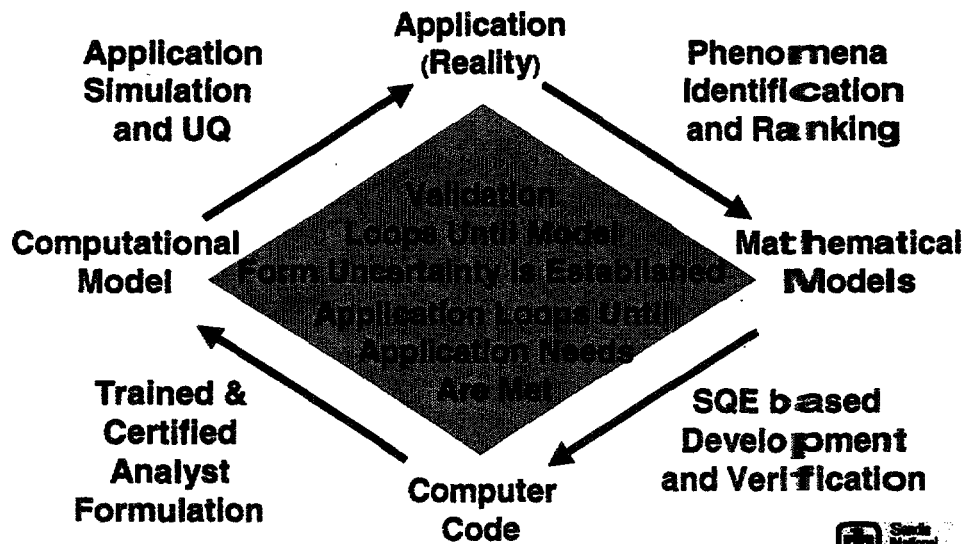 Application
(Reality)
Application
Simulation
and UQ
Phenomena
Identification
and Ranking
Validation
Loops Until Model
Form Uncertainty is Established
Application Loops Until
Application Needs
Are Met
Computational
Model
Mathematical
Models
Trained &
Certified
Analyst
Formulation
SQE based
Development
and Verification
Computer
Code
Sandia
National